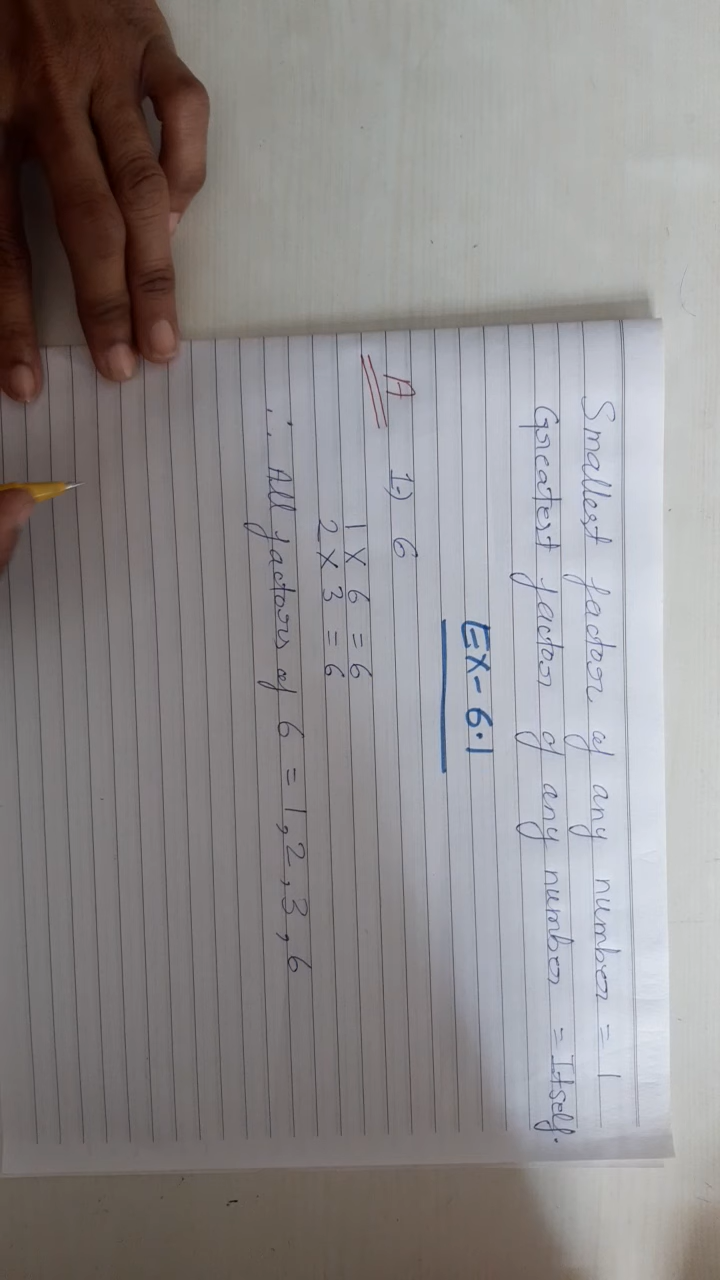 Smallest factor of any number = 1
Greatest factor of any number = Itself.
EX- 6.1
A 1.) 6
1 X 6 = 6
2 X 3 = 6
∴ All factors of 6 = 1, 2, 3, 6